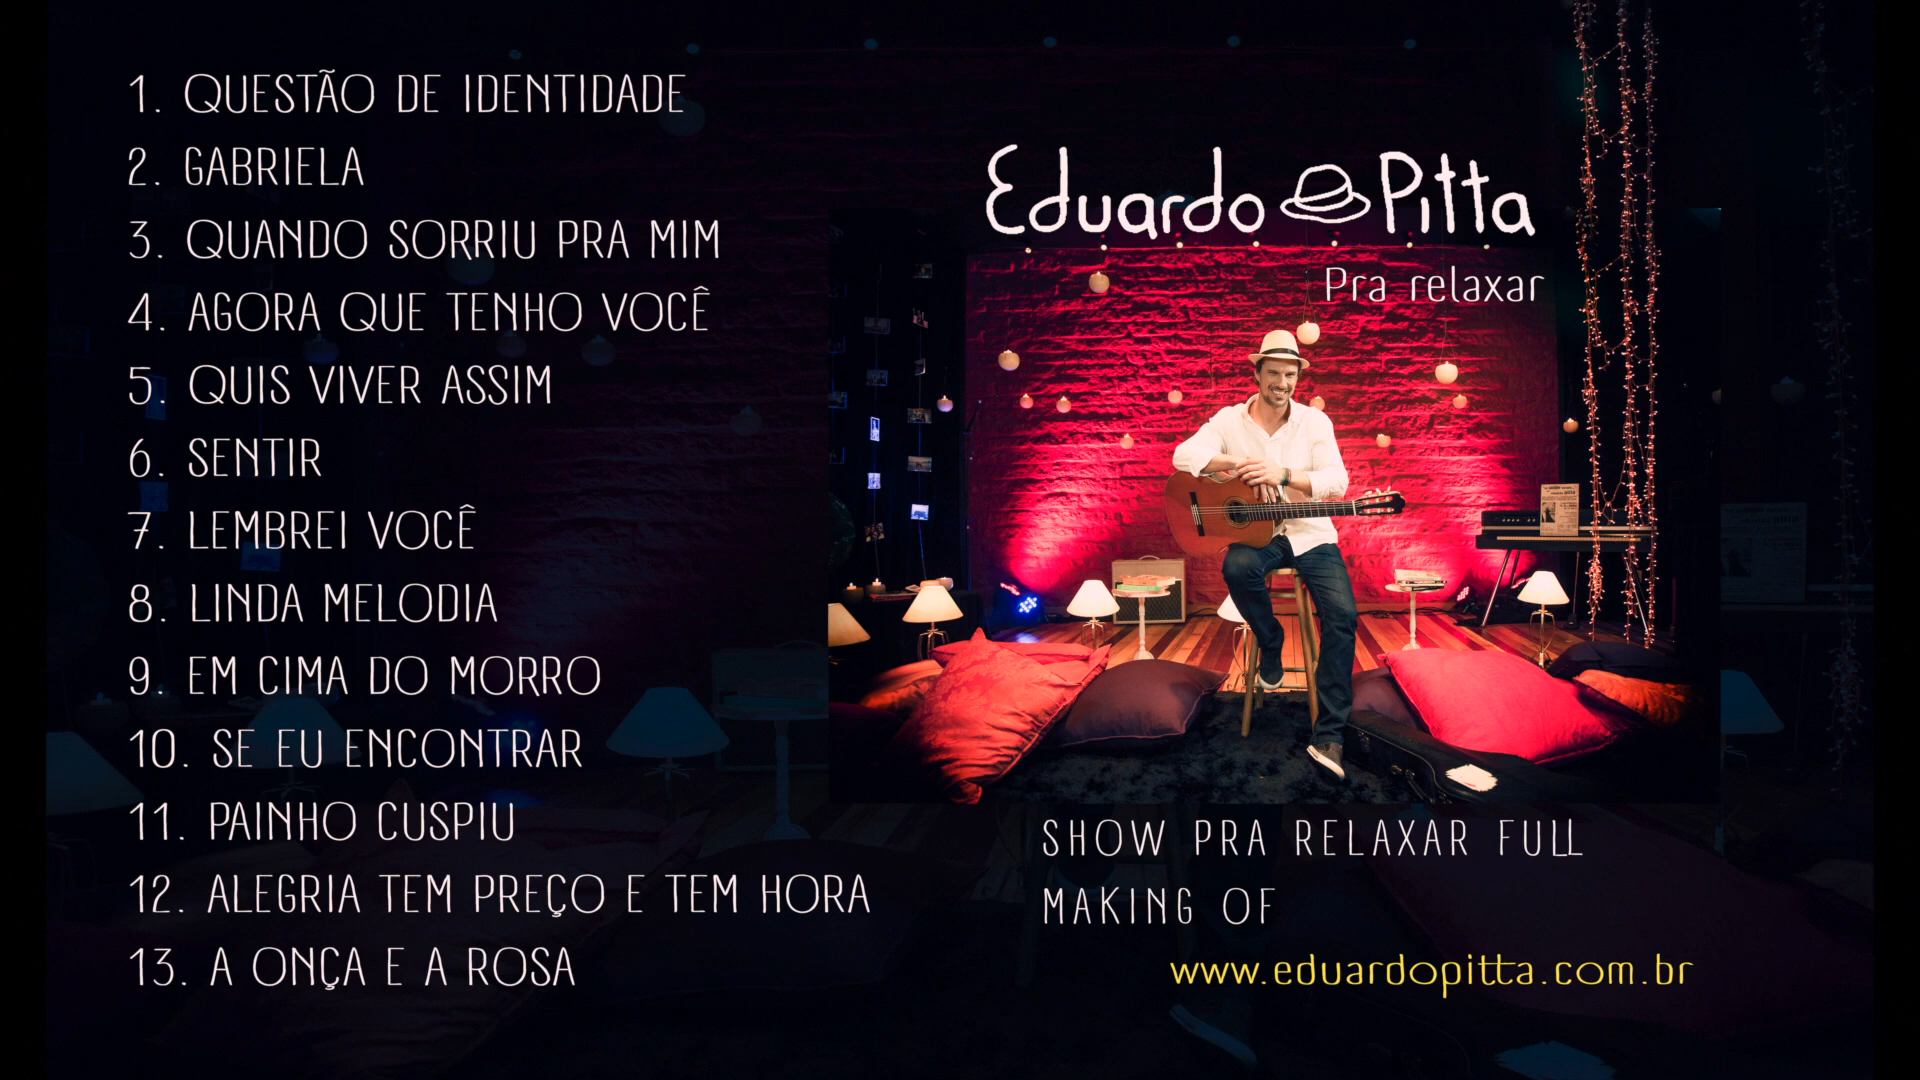 1. QUESTÃO DE IDENTIDADE
2. GABRIELA
3. QUANDO SORRIU PRA MIM
4. AGORA QUE TENHO VOCÊ
5. QUIS VIVER ASSIM
6. SENTIR
7. LEMBREI VOCÊ
8. LINDA MELODIA
9. EM CIMA DO MORRO
10. SE EU ENCONTRAR
11. PAINHO CUSPIU
12. ALEGRIA TEM PREÇO E TEM HORA
13. A ONÇA E A ROSA
Eduardo Pitta
Pra relaxar
SHOW PRA RELAXAR FULL
MAKING OF
www.eduardopitta.com.br